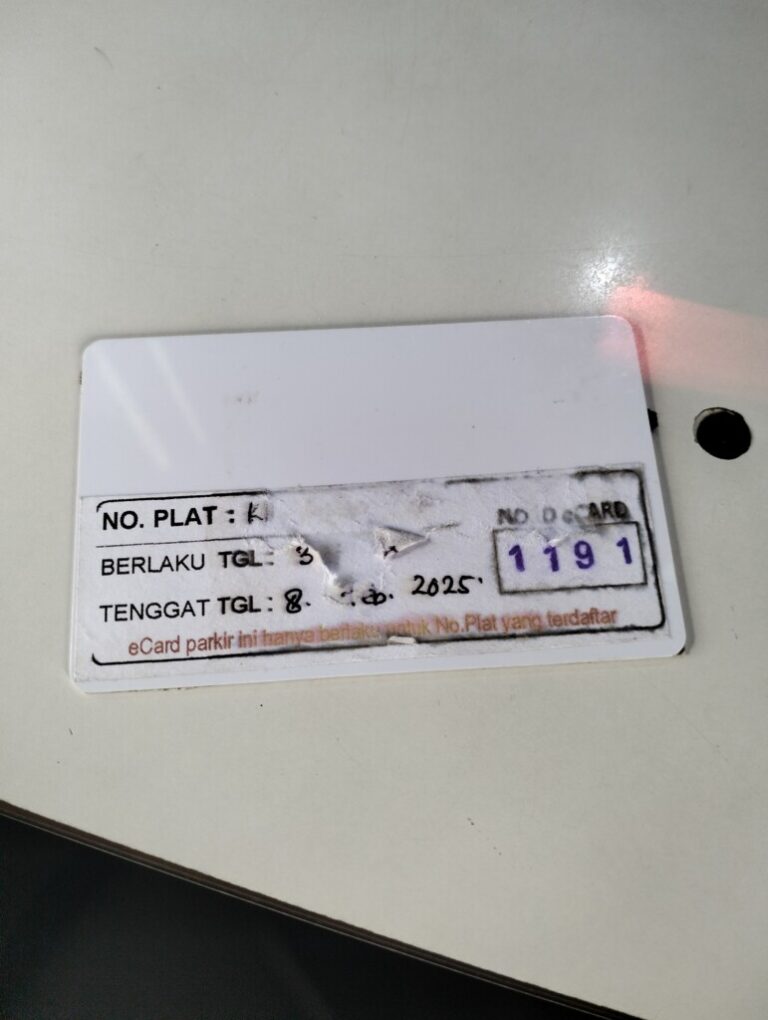 NO. PLAT : K
NO ID eCARD
BERLAKU TGL :
1191
TENGGAT TGL : 8. 2025.
eCard parkir ini hanya berlaku untuk No.Plat yang terdaftar